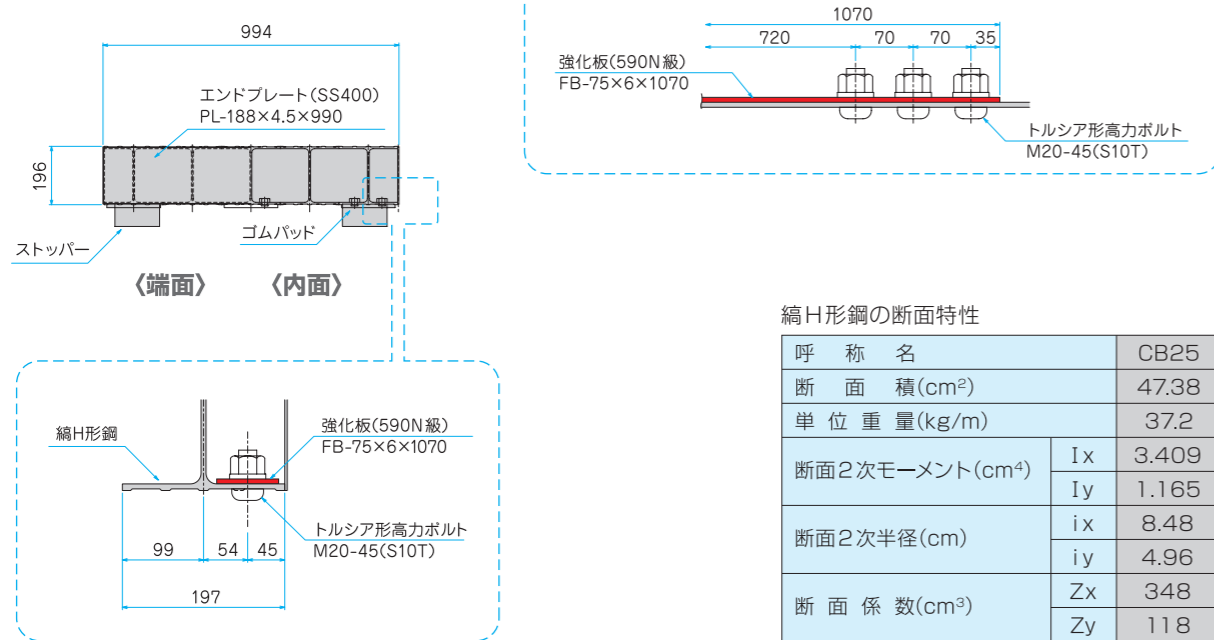 994
エンドプレート(SS400)
PL-188×4.5×990
196
ストッパー
ゴムパッド
〈端面〉 〈内面〉
1070
720 70 70 35
強化板(590N級)
FB-75×6×1070
トルシア形高力ボルト
M20-45(S10T)
縞H形鋼
強化板(590N級)
FB-75×6×1070
トルシア形高力ボルト
M20-45(S10T)
99 54 45
197
縞H形鋼の断面特性
呼称名 CB25
断面積(cm²) 47.38
単位重量(kg/m) 37.2
断面2次モーメント(cm⁴) Ix 3.409
Iy 1.165
断面2次半径(cm) ix 8.48
iy 4.96
断面係数(cm³) Zx 348
Zy 118